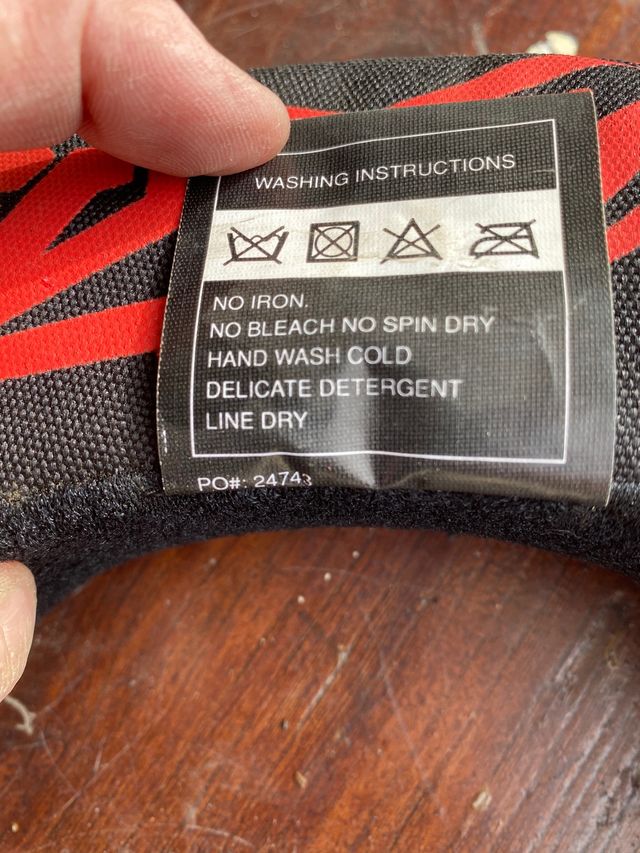 WASHING INSTRUCTIONS
NO IRON.
NO BLEACH NO SPIN DRY
HAND WASH COLD
DELICATE DETERGENT
LINE DRY
PO#: 24743